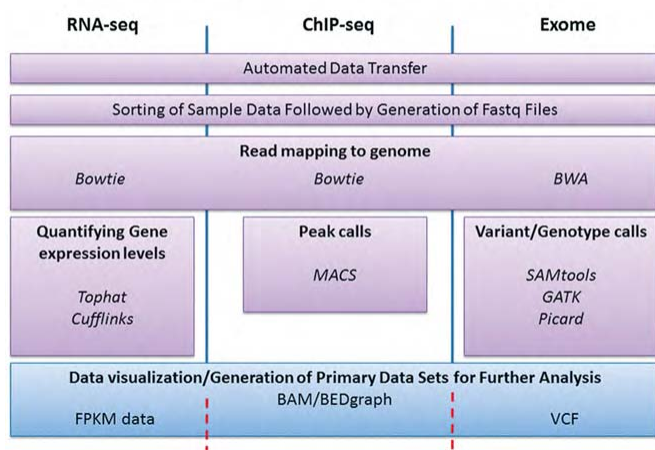 RNA-seq ChIP-seq Exome
Automated Data Transfer
Sorting of Sample Data Followed by Generation of Fastq Files
Read mapping to genome
Bowtie Bowtie BWA
Quantifying Gene
expression levels
Tophat
Cufflinks
Peak calls
MACS
Variant/Genotype calls
SAMtools
GATK
Picard
Data visualization/Generation of Primary Data Sets for Further Analysis
BAM/BEDgraph
FPKM data VCF